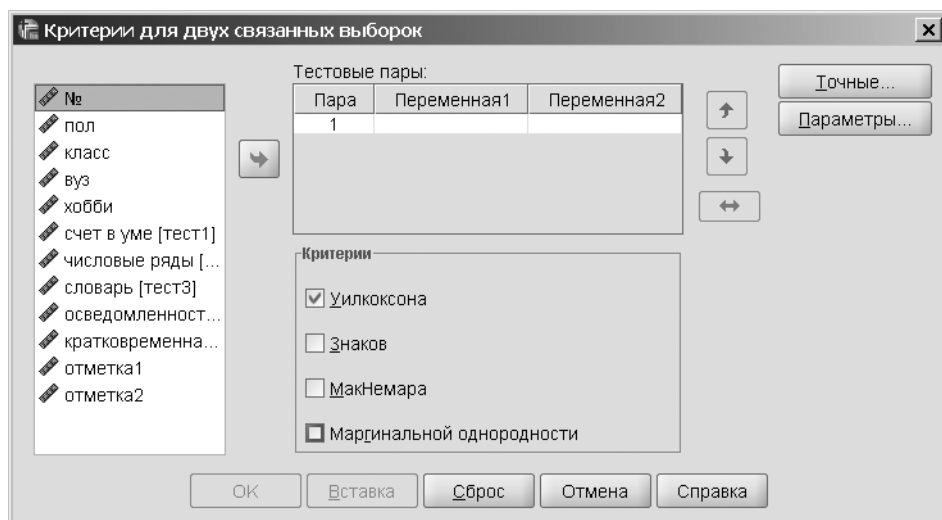 Критерии для двух связанных выборок
№
пол
класс
вуз
хобби
счет в уме [тест1]
числовые ряды [...
словарь [тест3]
осведомленност...
кратковременна...
отметка1
отметка2
Тестовые пары:
Пара Переменная1 Переменная2
1
Критерии
Уилкоксона
Знаков
МакНемара
Маргинальной однородности
Точные...
Параметры...
ОК Вставка Сброс Отмена Справка